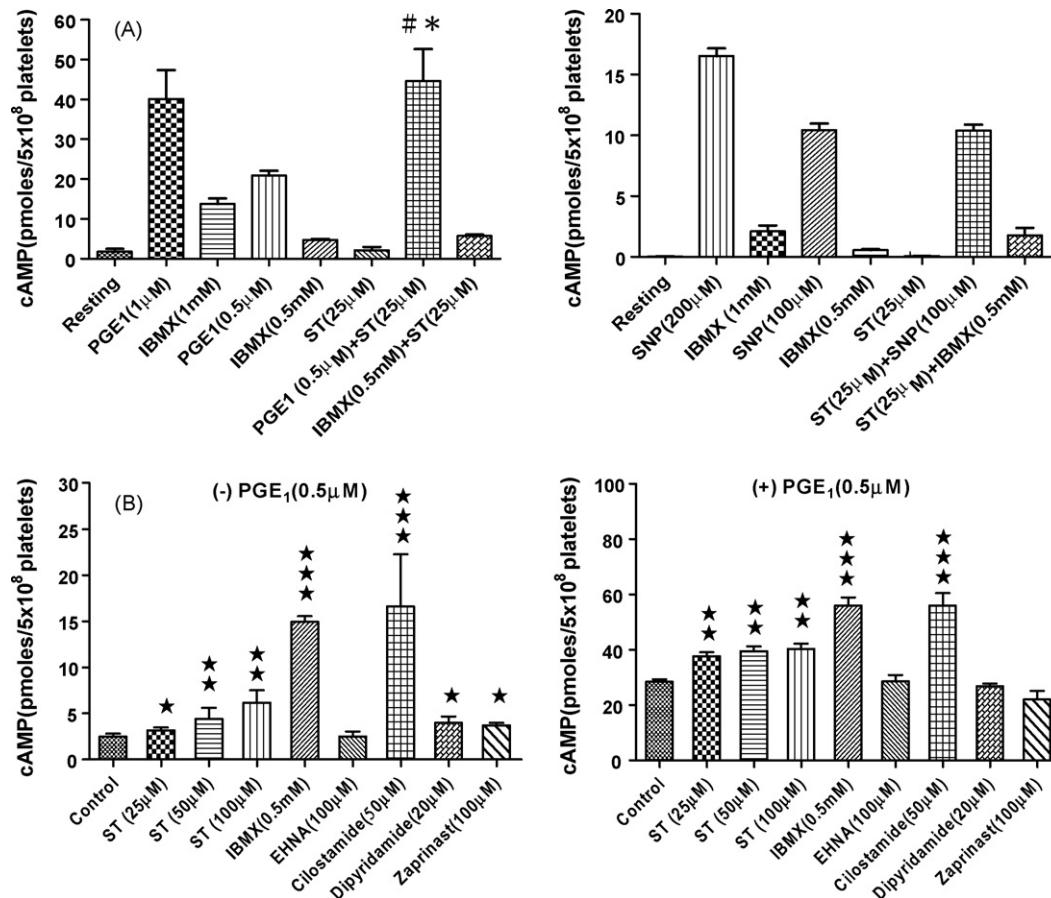 (A)
cAMP(pmoles/5x10⁸ platelets)
60
50
40
30
20
10
0
# *
Resting
PGE1(1μM)
IBMX(1mM)
PGE1(0.5μM)
IBMX(0.5mM)
ST(25μM)
PGE1 (0.5μM)+ST(25μM)
IBMX(0.5mM)+ST(25μM)
cAMP(pmoles/5x10⁸ platelets)
20
15
10
5
0
Resting
SNP(200μM)
IBMX (1mM)
SNP(100μM)
IBMX(0.5mM)
ST(25μM)
ST(25μM)+SNP(100μM)
ST(25μM)+IBMX(0.5mM)
(B)
(-) PGE₁(0.5μM)
cAMP(pmoles/5x10⁸ platelets)
30
25
20
15
10
5
0
★
★★
★★
★★★
★★★
★
★
Control
ST (25μM)
ST (50μM)
ST (100μM)
IBMX(0.5mM)
EHNA(100μM)
Cilostamide(50μM)
Dipyridamide(20μM)
Zaprinast(100μM)
(+) PGE₁(0.5μM)
cAMP(pmoles/5x10⁸ platelets)
100
80
60
40
20
0
★★
★★
★★
★★★
★★★
Control
ST (25μM)
ST (50μM)
ST (100μM)
IBMX(0.5mM)
EHNA(100μM)
Cilostamide(50μM)
Dipyridamide(20μM)
Zaprinast(100μM)